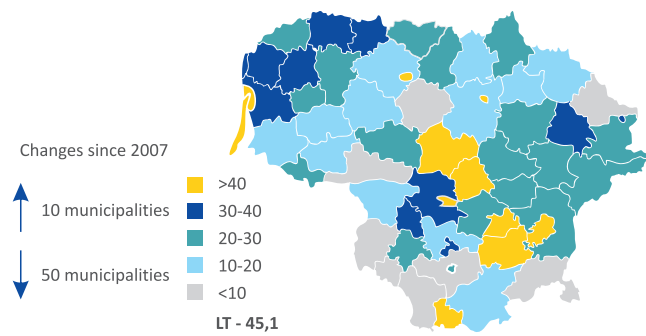 Changes since 2007
10 municipalities
50 municipalities
>40
30-40
20-30
10-20
<10
LT - 45,1